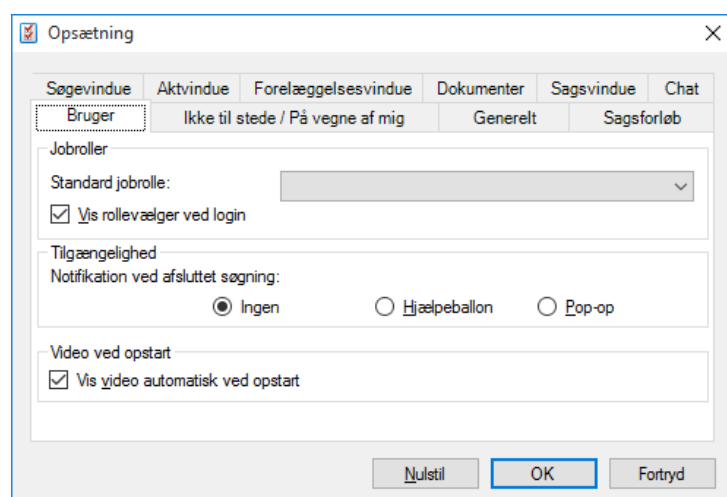 Opsætning
Søgevindue Aktvindue Forelæggelsesvindue Dokumenter Sagsvindue Chat
Bruger Ikke til stede / På vegne af mig Generelt Sagsforløb
Jobroller
Standard jobrolle:
Vis rollevælger ved login
Tilgængelighed
Notifikation ved afsluttet søgning:
Ingen Hjælpeballon Pop-op
Video ved opstart
Vis video automatisk ved opstart
Nulstil OK Fortryd